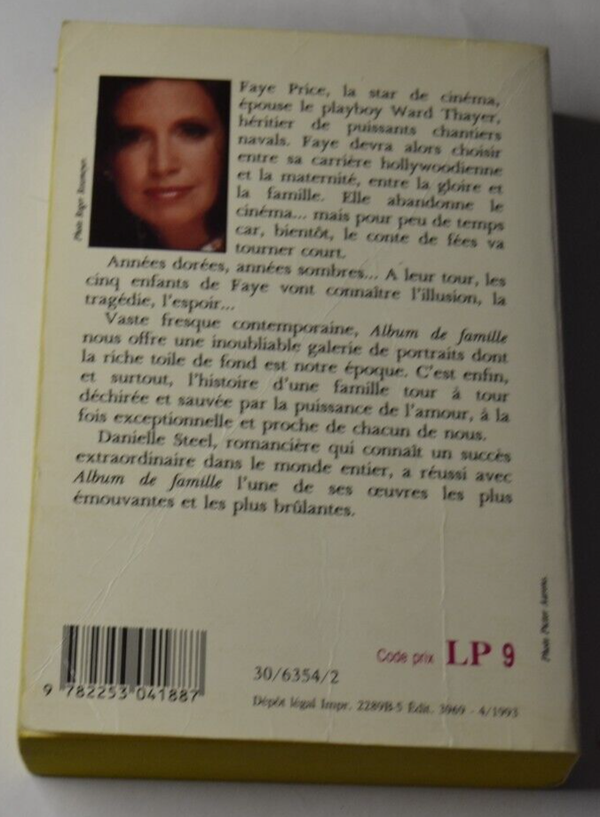 Faye Price, la star de cinéma,
épouse le playboy Ward Thayer,
héritier de puissants chantiers
navals. Faye devra alors choisir
entre sa carrière hollywoodienne
et la maternité, entre la gloire et
la famille. Elle abandonne le
cinéma... mais pour peu de temps
car, bientôt, le conte de fées va
tourner court.
Années dorées, années sombres... A leur tour, les
cinq enfants de Faye vont connaître l'illusion, la
tragédie, l'espoir...
Vaste fresque contemporaine, Album de famille
nous offre une inoubliable galerie de portraits dont
la riche toile de fond est notre époque. C'est enfin,
et surtout, l'histoire d'une famille tour à tour
déchirée et sauvée par la puissance de l'amour, à la
fois exceptionnelle et proche de chacun de nous.
Danielle Steel, romancière qui connaît un succès
extraordinaire dans le monde entier, a réussi avec
Album de famille l'une de ses œuvres les plus
émouvantes et les plus brûlantes.
Photo Roger
Photo Pieter
Code prix LP 9
30/6354/2
9 782253 041887
Dépôt légal Impr. 2289B-5 Édit. 3969 - 4/1993